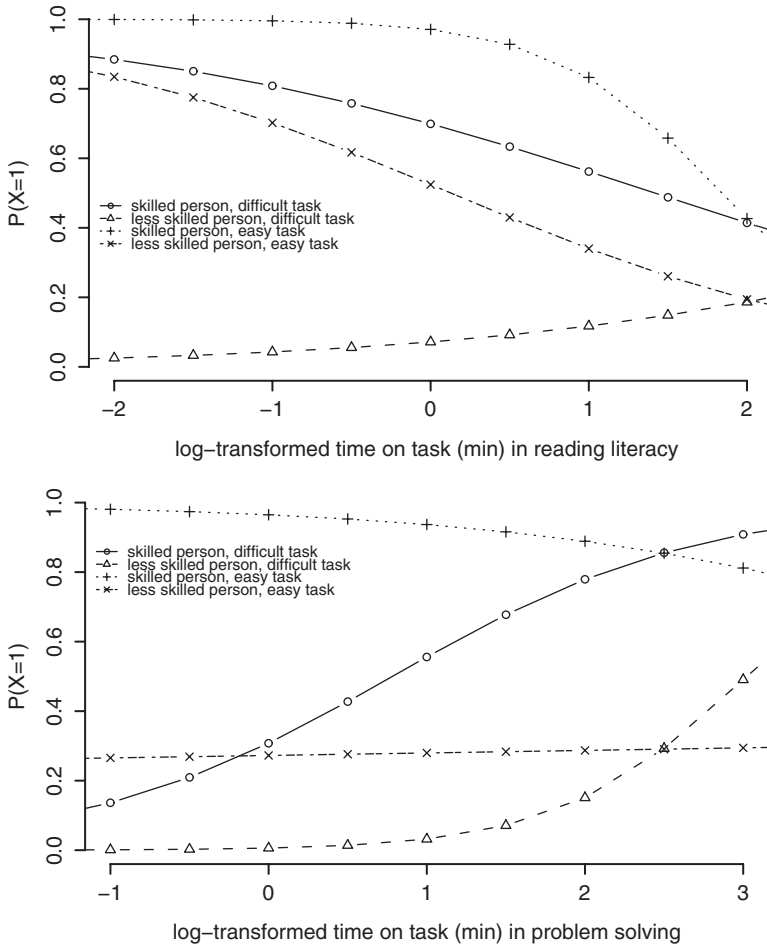 1.0
0.8
0.6
0.4
0.2
0.0
P(X=1)
skilled person, difficult task
less skilled person, difficult task
skilled person, easy task
less skilled person, easy task
−2 −1 0 1 2
log−transformed time on task (min) in reading literacy
1.0
0.8
0.6
0.4
0.2
0.0
P(X=1)
skilled person, difficult task
less skilled person, difficult task
skilled person, easy task
less skilled person, easy task
−1 0 1 2 3
log−transformed time on task (min) in problem solving